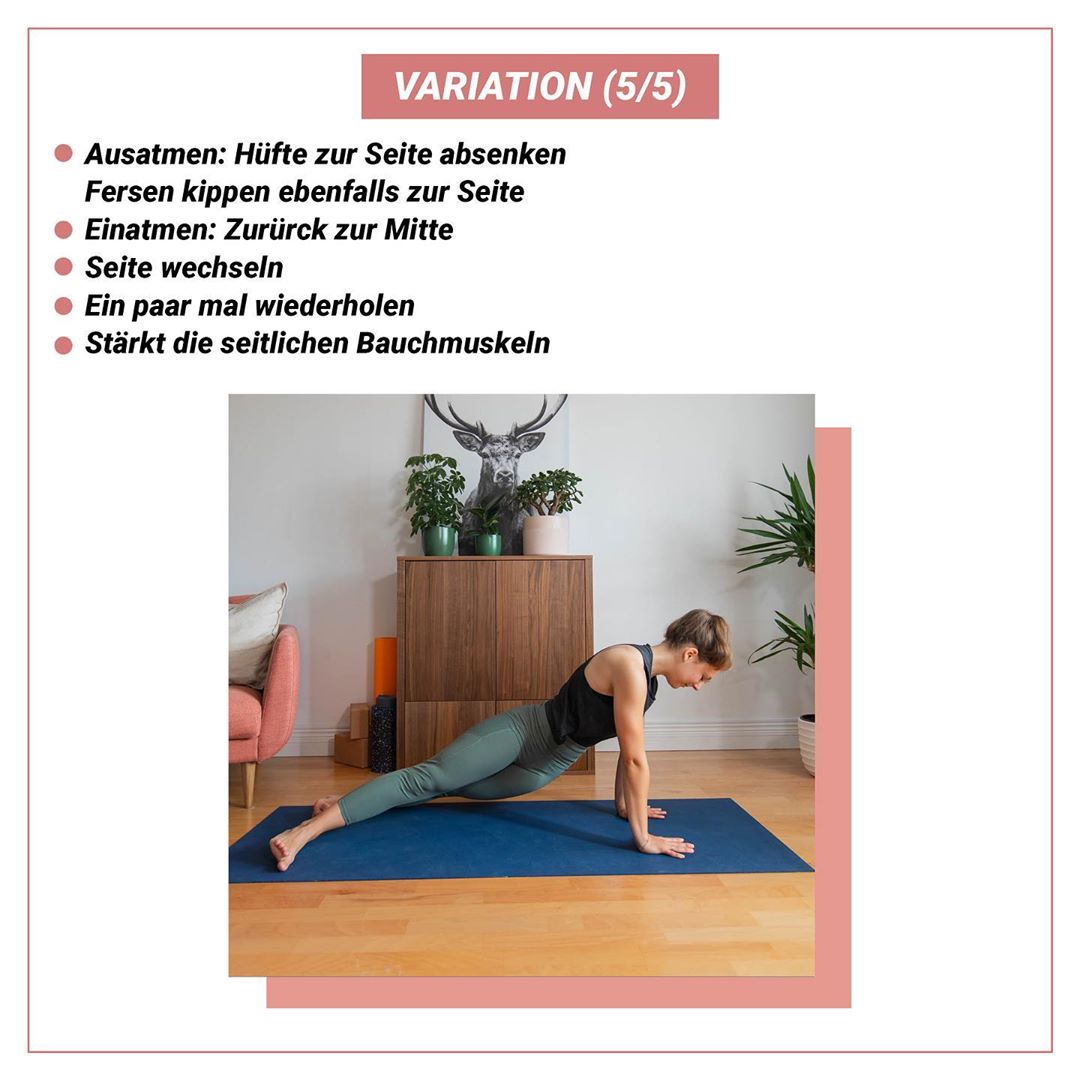 VARIATION (5/5)
Ausatmen: Hüfte zur Seite absenken
Fersen kippen ebenfalls zur Seite
Einatmen: Zurürck zur Mitte
Seite wechseln
Ein paar mal wiederholen
Stärkt die seitlichen Bauchmuskeln